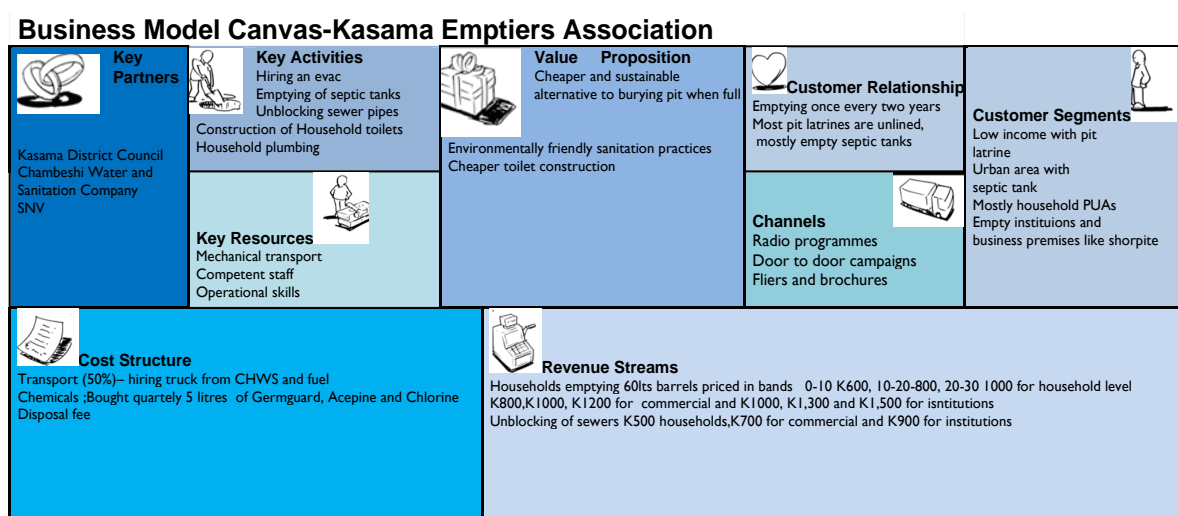 Business Model Canvas-Kasama Emptiers Association
Key
Partners
Kasama District Council
Chambeshi Water and
Sanitation Company
SNV
Key Activities
Hiring an evac
Emptying of septic tanks
Unblocking sewer pipes
Construction of Household toilets
Household plumbing
Key Resources
Mechanical transport
Competent staff
Operational skills
Value Proposition
Cheaper and sustainable
alternative to burying pit when full
Environmentally friendly sanitation practices
Cheaper toilet construction
Customer Relationship
Emptying once every two years
Most pit latrines are unlined,
mostly empty septic tanks
Channels
Radio programmes
Door to door campaigns
Fliers and brochures
Customer Segments
Low income with pit
latrine
Urban area with
septic tank
Mostly household PUAs
Empty instituions and
business premises like shorpite
Cost Structure
Transport (50%)– hiring truck from CHWS and fuel
Chemicals ;Bought quartely 5 litres of Germguard, Acepine and Chlorine
Disposal fee
Revenue Streams
Households emptying 60lts barrels priced in bands 0-10 K600, 10-20-800, 20-30 1000 for household level
K800,K1000, K1200 for commercial and K1000, K1,300 and K1,500 for isntitutions
Unblocking of sewers K500 households,K700 for commercial and K900 for institutions